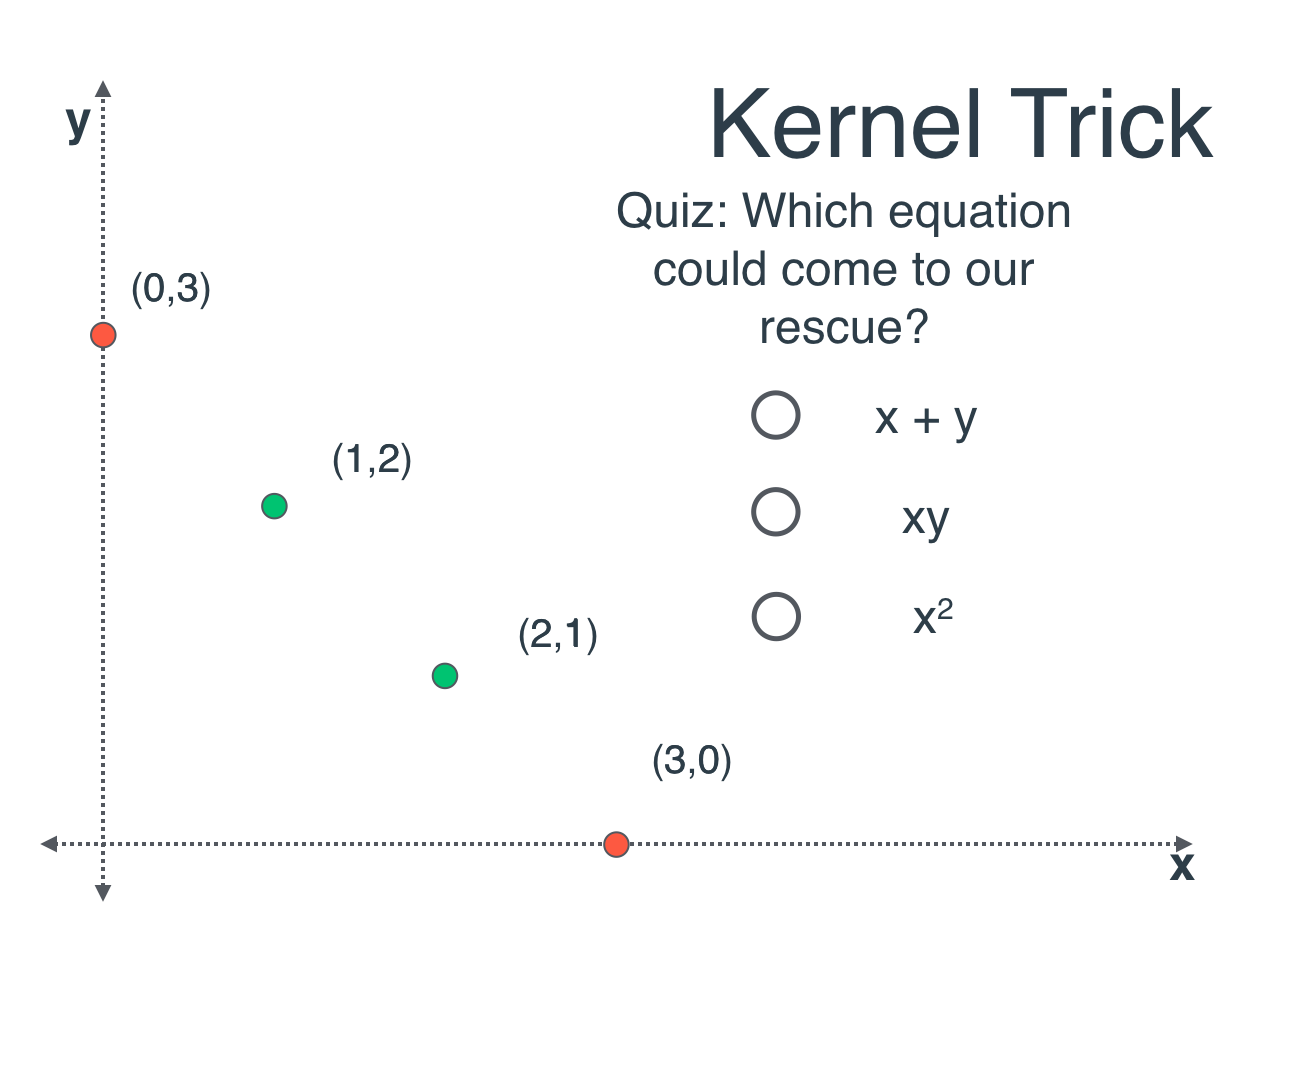 Kernel Trick
y
Quiz: Which equation
could come to our
rescue?
(0,3)
x + y
(1,2)
xy
x²
(2,1)
(3,0)
x